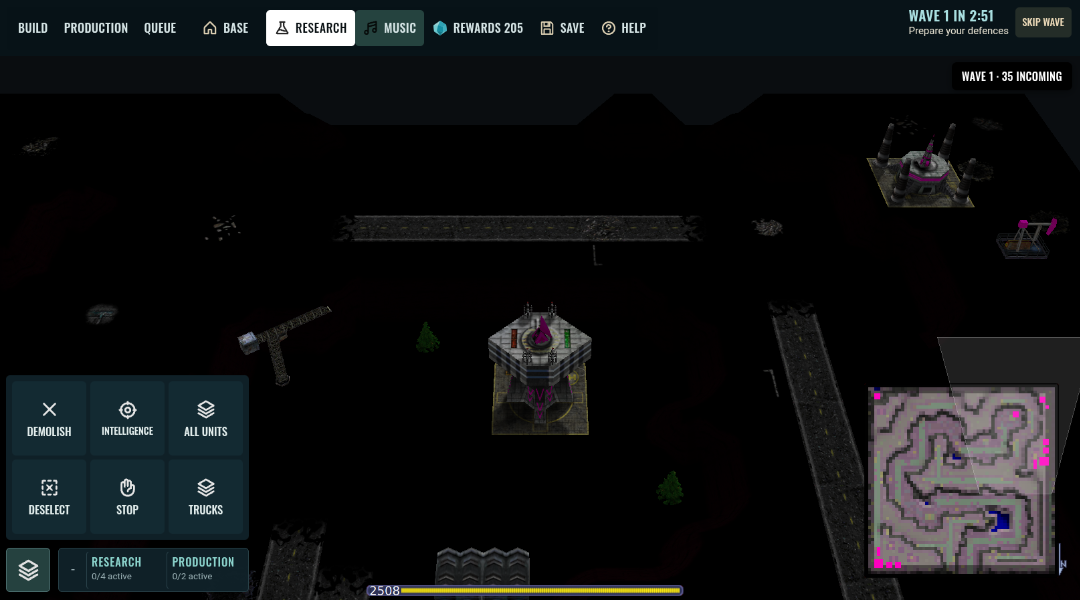 BUILD PRODUCTION QUEUE BASE RESEARCH MUSIC REWARDS 205 SAVE HELP
WAVE 1 IN 2:51
Prepare your defences
SKIP WAVE
WAVE 1 · 35 INCOMING
DEMOLISH INTELLIGENCE ALL UNITS
DESELECT STOP TRUCKS
- RESEARCH PRODUCTION
0/4 active 0/2 active
2508
N